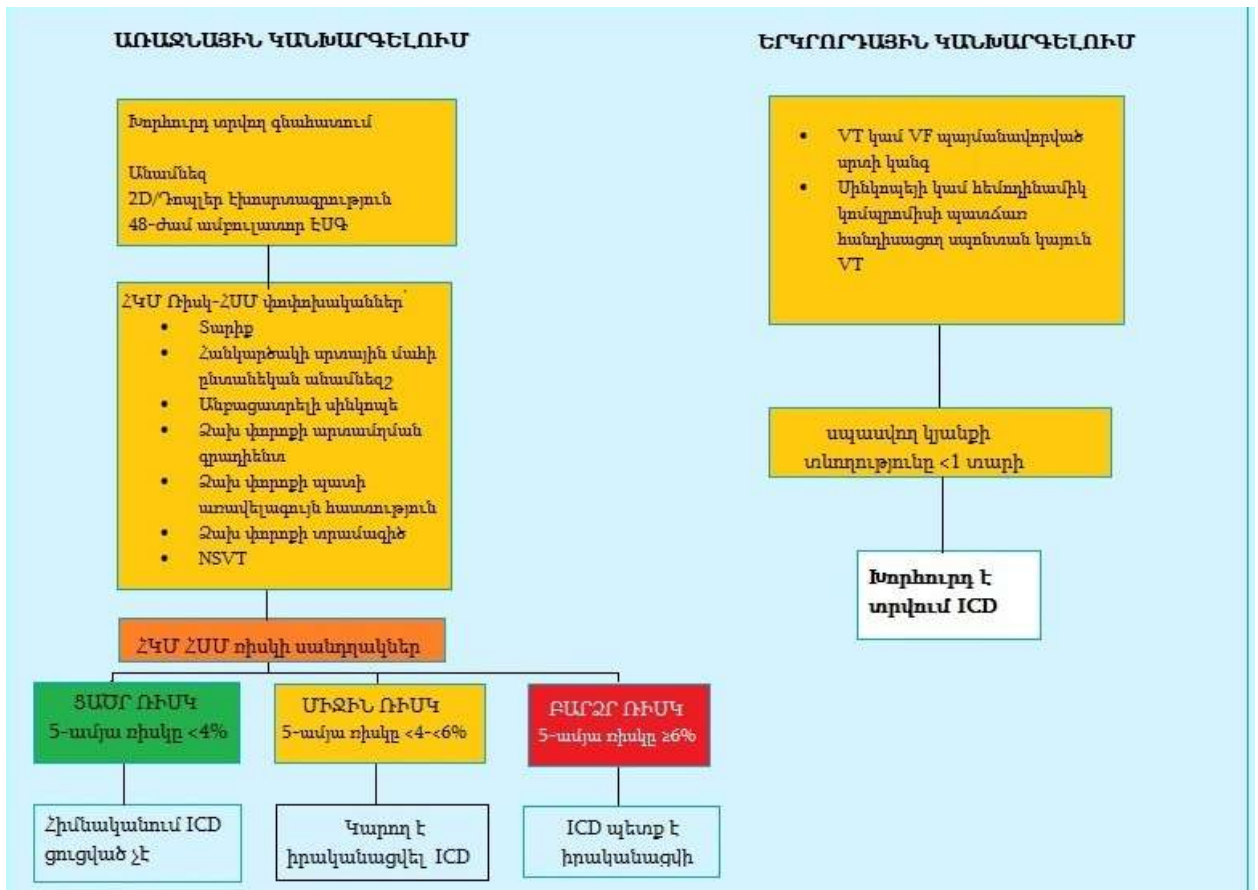 ԱՌԱՋՆԱՅԻՆ ԿԱՆԽԱՐԳԵԼՈՒՄ
Խորհուրդ տրվող գնահատում
Անամնեզ
2D/Դոպլեր էխոսրտագրություն
48-ժամ ամբուլատոր ԷՍԳ
ՀԿՄ Ռիսկ-ՀՍՄ փոփոխականներ՝
• Տարիք
• Հանկարծակի սրտային մահի
ընտանեկան անամնեզշ
• Անբացատրելի սինկոպե
• Ձախ փորոքի արտամղման
գրադիենտ
• Ձախ փորոքի պատի
առավելագույն հաստություն
• Ձախ փորոքի տրամագիծ
• NSVT
ՀԿՄ ՀՍՄ ռիսկի սանդղակներ
ՑԱԾՐ ՌԻՍԿ
5-ամյա ռիսկը <4%
ՄԻՋԻՆ ՌԻՍԿ
5-ամյա ռիսկը <4-<6%
ԲԱՐՁՐ ՌԻՍԿ
5-ամյա ռիսկը ≥6%
Հիմնականում ICD
ցուցված չէ
Կարող է
իրականացվել ICD
ICD պետք է
իրականացվի
ԵՐԿՐՈՐԴԱՅԻՆ ԿԱՆԽԱՐԳԵԼՈՒՄ
• VT կամ VF պայմանավորված
սրտի կանգ
• Սինկոպեյի կամ հեմոդինամիկ
կոմպրոմիսի պատճառ
հանդիսացող սպոնտան կայուն
VT
սպասվող կյանքի
տևողությունը <1 տարի
Խորհուրդ է
տրվում ICD